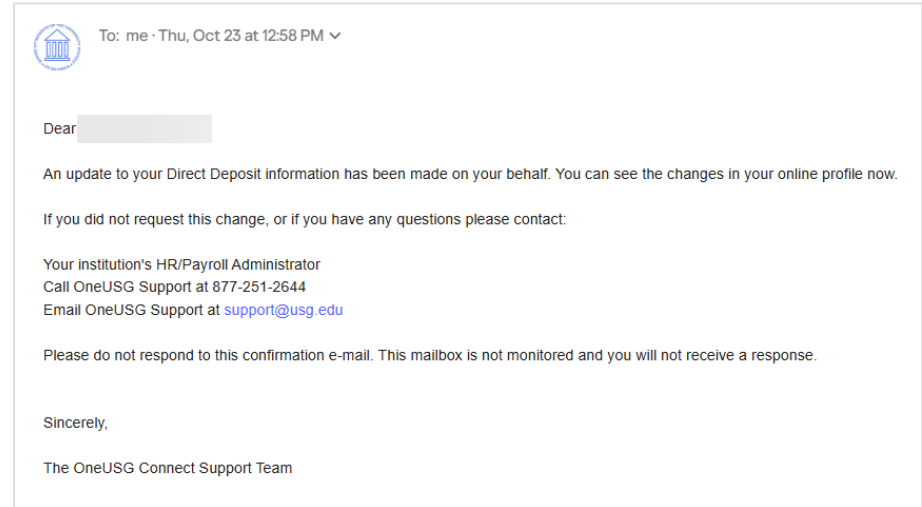 To: me · Thu, Oct 23 at 12:58 PM
Dear
An update to your Direct Deposit information has been made on your behalf. You can see the changes in your online profile now.
If you did not request this change, or if you have any questions please contact:
Your institution's HR/Payroll Administrator
Call OneUSG Support at 877-251-2644
Email OneUSG Support at support@usg.edu
Please do not respond to this confirmation e-mail. This mailbox is not monitored and you will not receive a response.
Sincerely,
The OneUSG Connect Support Team